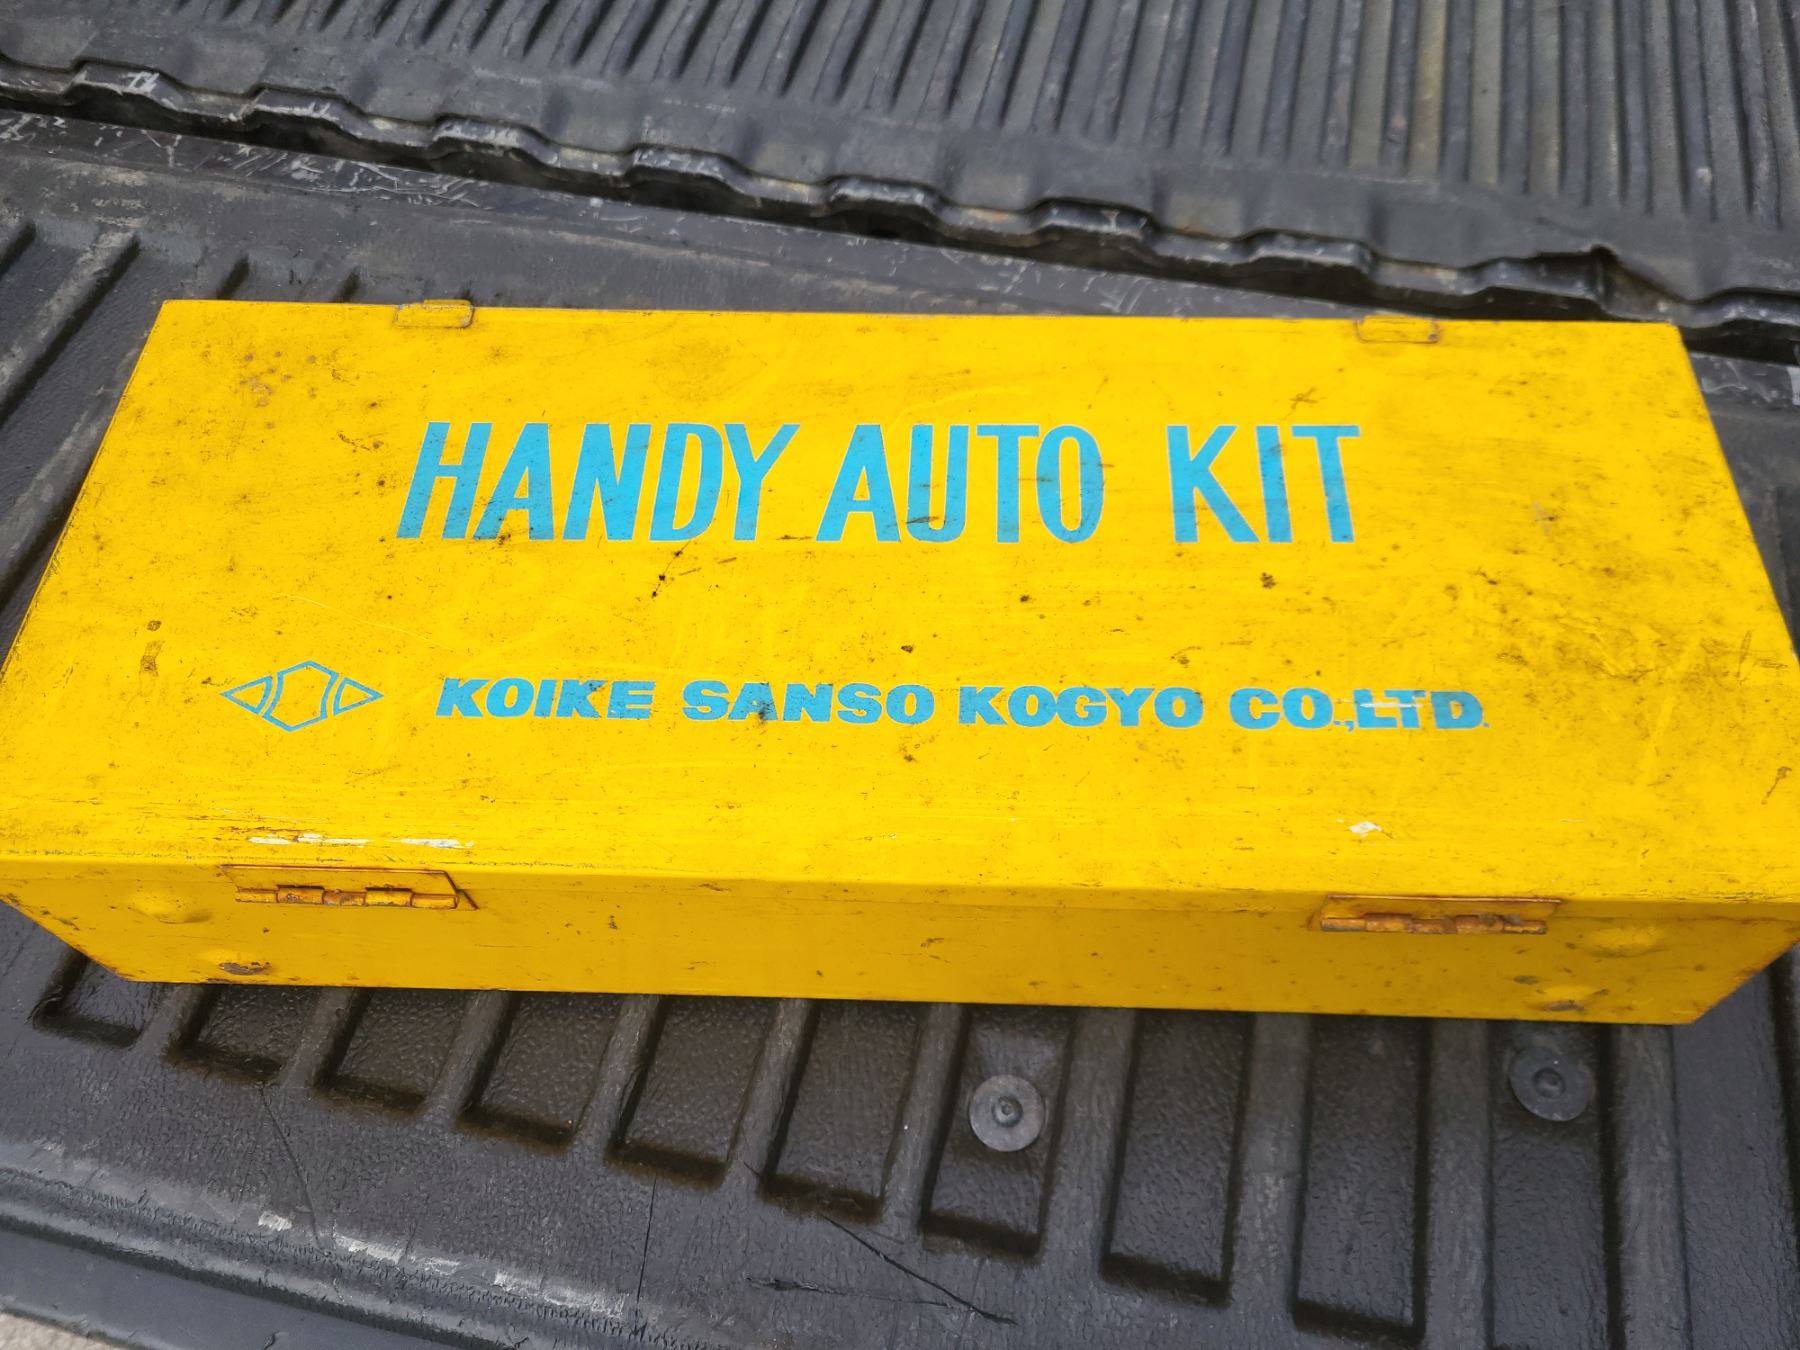 HANDY AUTO KIT
KOIKE SANSO KOGYO CO.,LTD.